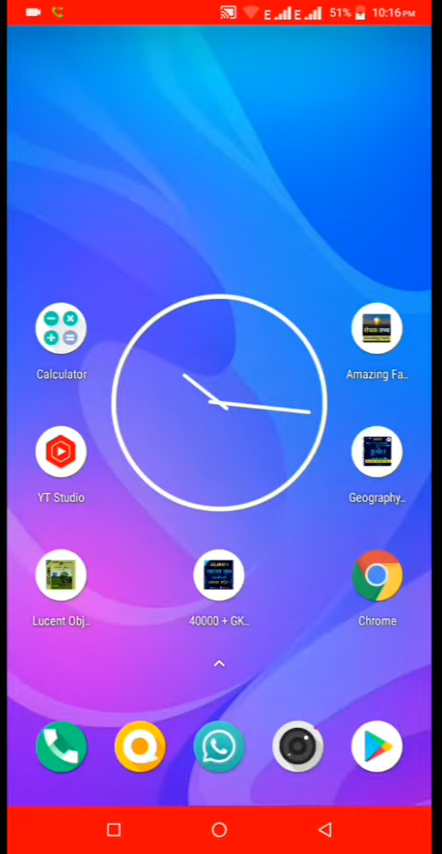 E E 51% 10:16 PM
Calculator
Amazing Fa..
YT Studio
Geography..
Lucent Obj..
40000 + GK..
Chrome